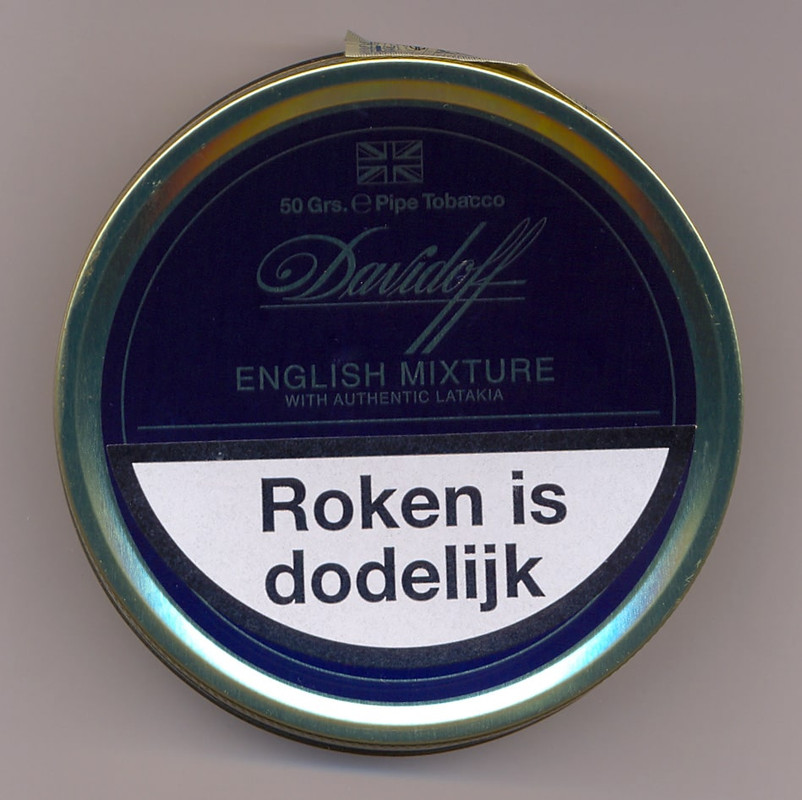 50 Grs. ℮ Pipe Tobacco
Davidoff
ENGLISH MIXTURE
WITH AUTHENTIC LATAKIA
Roken is
dodelijk